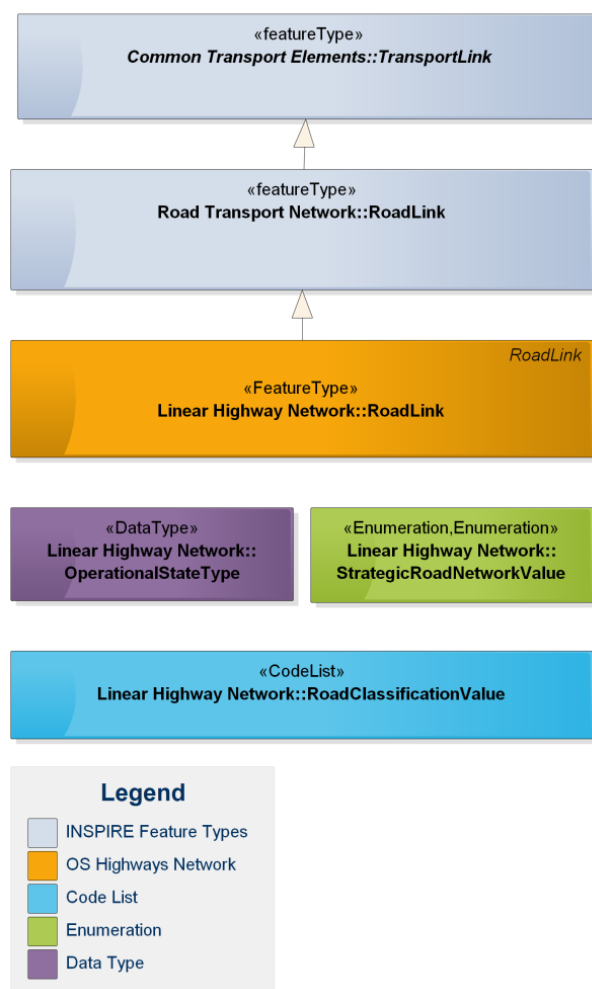 «featureType»
Common Transport Elements::TransportLink
«featureType»
Road Transport Network::RoadLink
RoadLink
«FeatureType»
Linear Highway Network::RoadLink
«DataType»
Linear Highway Network::
OperationalStateType
«Enumeration,Enumeration»
Linear Highway Network::
StrategicRoadNetworkValue
«CodeList»
Linear Highway Network::RoadClassificationValue
Legend
INSPIRE Feature Types
OS Highways Network
Code List
Enumeration
Data Type